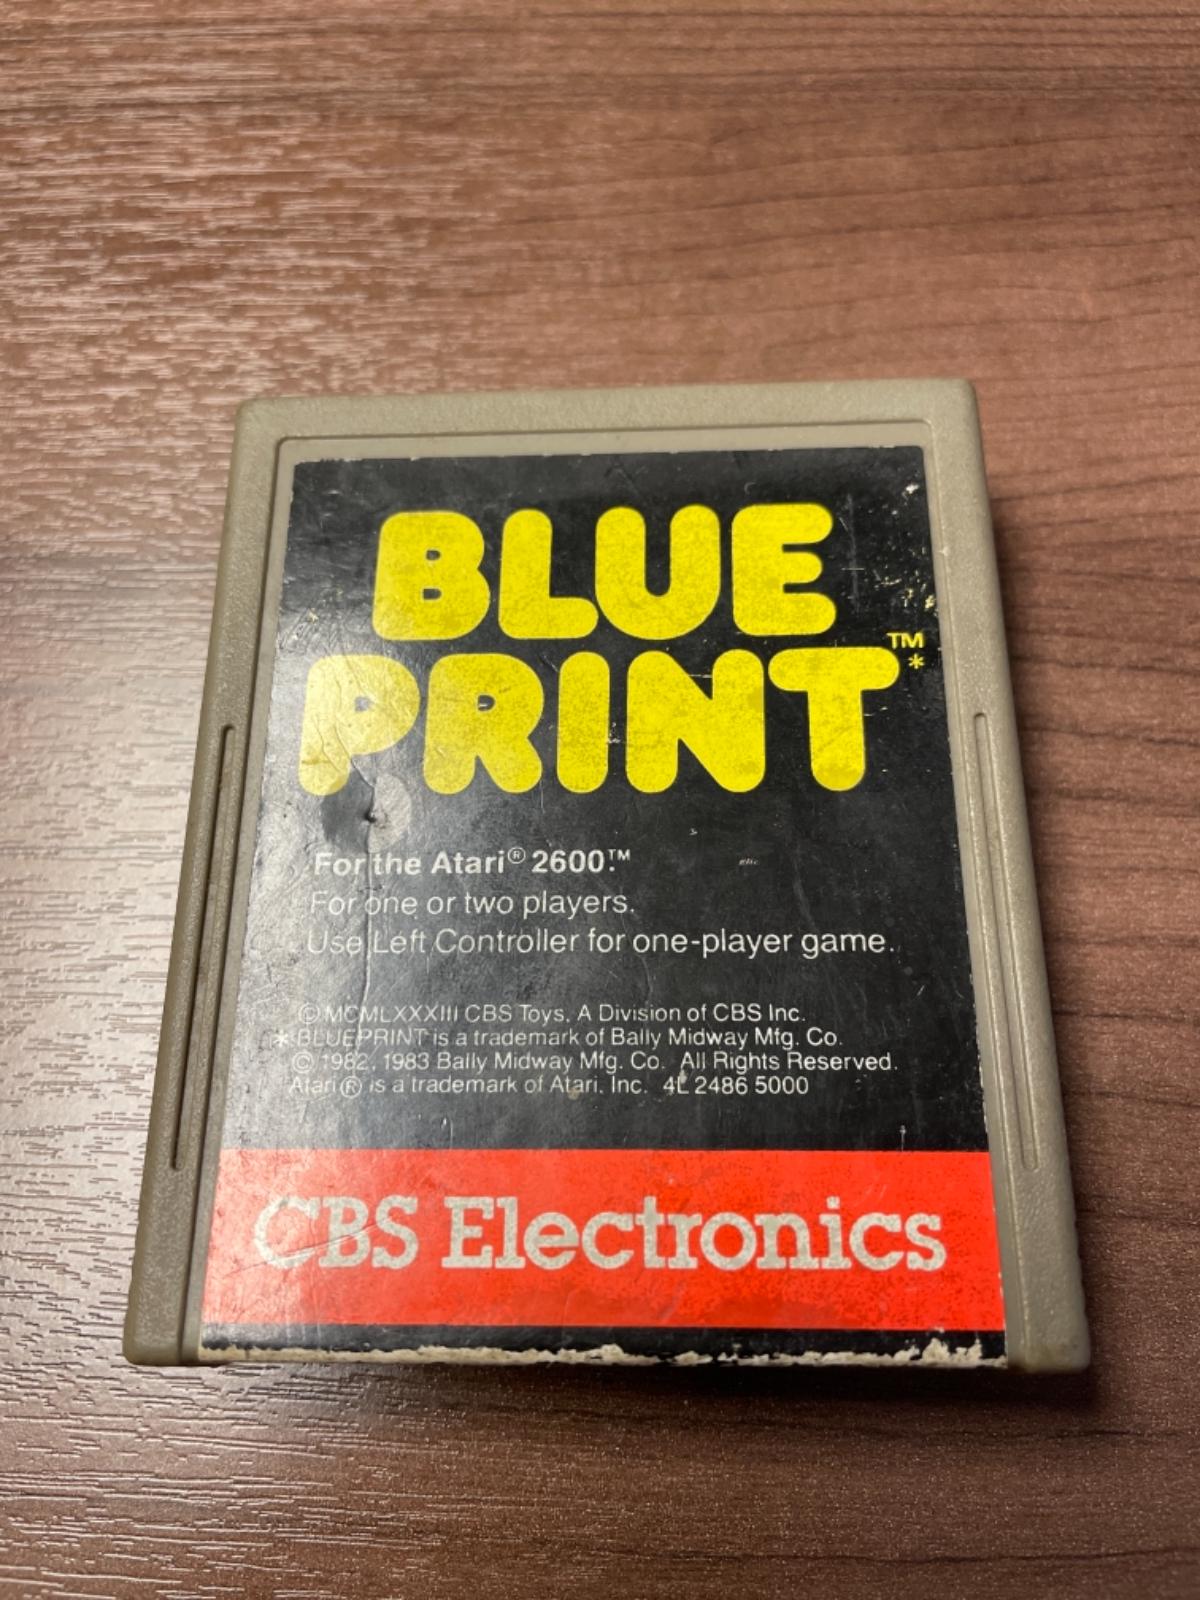 BLUE
PRINT™*
For the Atari® 2600™
For one or two players.
Use Left Controller for one-player game.
© MCMLXXXIII CBS Toys, A Division of CBS Inc.
* BLUEPRINT is a trademark of Bally Midway Mfg. Co.
© 1982, 1983 Bally Midway Mfg. Co. All Rights Reserved.
Atari® is a trademark of Atari, Inc. 4L 2486 5000
CBS Electronics